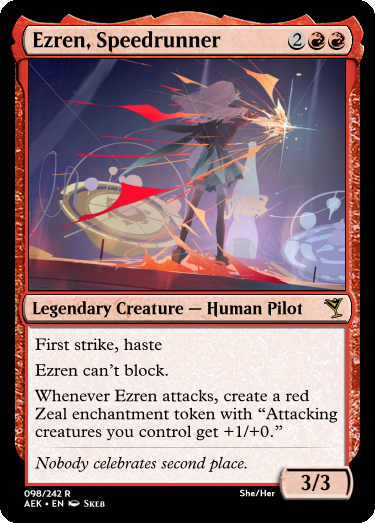 Ezren, Speedrunner 2
Legendary Creature — Human Pilot
First strike, haste
Ezren can't block.
Whenever Ezren attacks, create a red
Zeal enchantment token with “Attacking
creatures you control get +1/+0.”
Nobody celebrates second place.
3/3
098/242 R
She/Her
AEK • EN Skeb